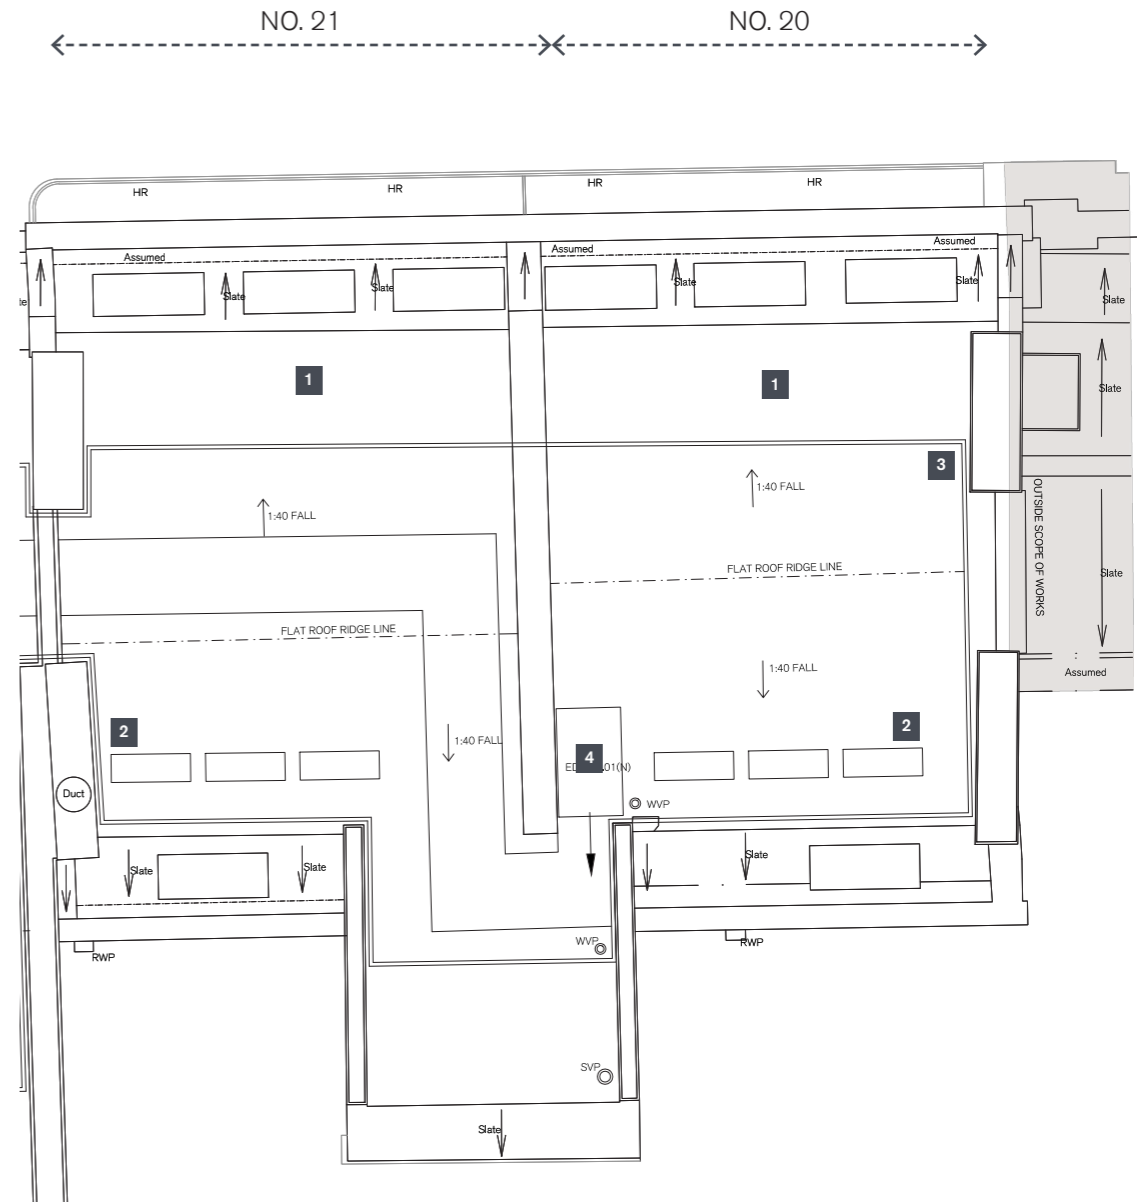 NO. 21
NO. 20
HR
HR
HR
HR
Assumed
Assumed
Assumed
Slate
Slate
Slate
Slate
Slate
1
1
Slate
3
1:40 FALL
1:40 FALL
OUTSIDE SCOPE OF WORKS
FLAT ROOF RIDGE LINE
Slate
FLAT ROOF RIDGE LINE
1:40 FALL
Assumed
2
2
1:40 FALL
4
Duct
WVP
Slate
Slate
Slate
WVP
RWP
RWP
SVP
Slate